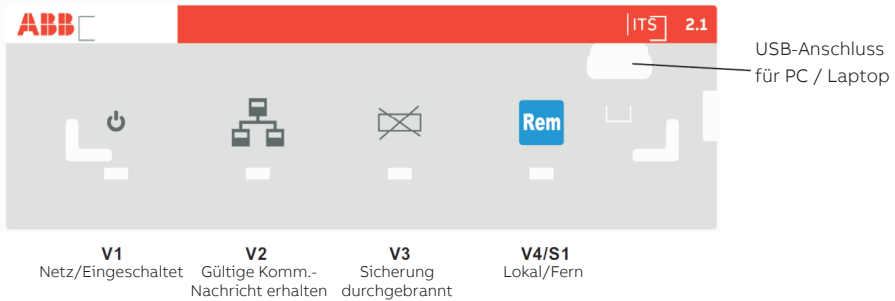 ABB
ITS 2.1
USB-Anschluss
für PC / Laptop
Rem
V1
Netz/Eingeschaltet
V2
Gültige Komm.-
Nachricht erhalten
V3
Sicherung
durchgebrannt
V4/S1
Lokal/Fern